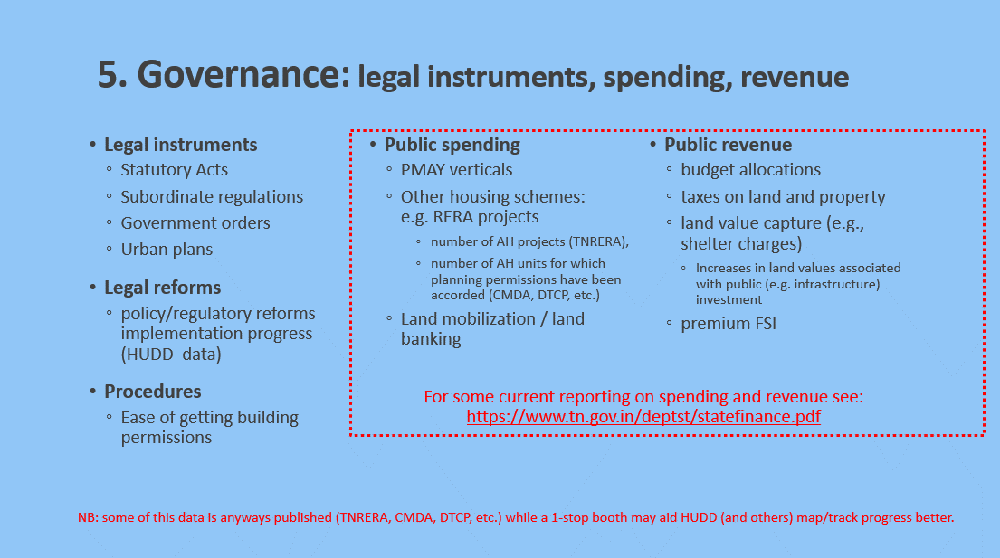 5. Governance: legal instruments, spending, revenue
• Legal instruments
◦ Statutory Acts
◦ Subordinate regulations
◦ Government orders
◦ Urban plans
• Legal reforms
◦ policy/regulatory reforms
implementation progress
(HUDD data)
• Procedures
◦ Ease of getting building
permissions
• Public spending
◦ PMAY verticals
◦ Other housing schemes:
e.g. RERA projects
◦ number of AH projects (TNRERA),
◦ number of AH units for which
planning permissions have been
accorded (CMDA, DTCP, etc.)
◦ Land mobilization / land
banking
• Public revenue
◦ budget allocations
◦ taxes on land and property
◦ land value capture (e.g.,
shelter charges)
◦ Increases in land values associated
with public (e.g. infrastructure)
investment
◦ premium FSI
For some current reporting on spending and revenue see:
https://www.tn.gov.in/deptst/statefinance.pdf
NB: some of this data is anyways published (TNRERA, CMDA, DTCP, etc.) while a 1-stop booth may aid HUDD (and others) map/track progress better.